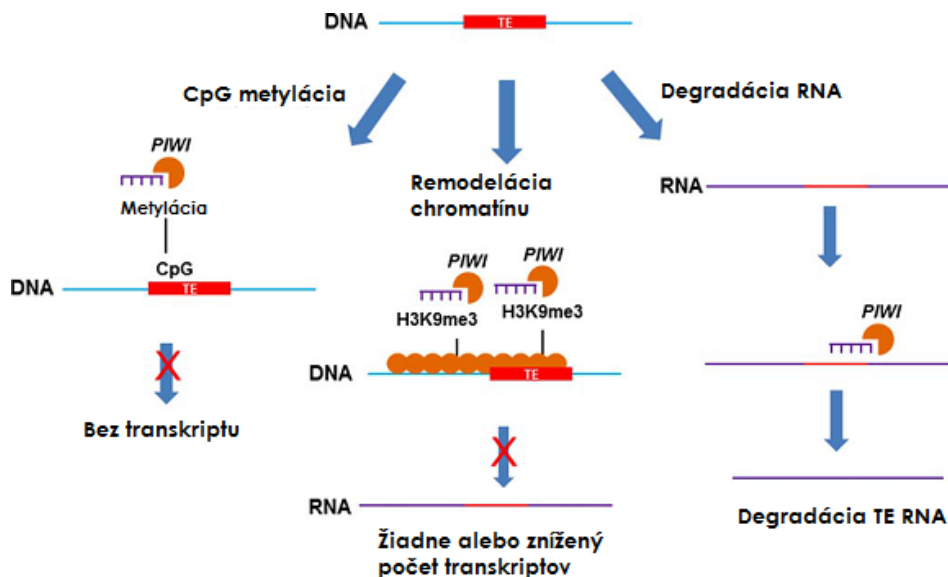 DNA
TE
CpG metylácia
Degradácia RNA
PIWI
Metylácia
CpG
DNA
TE
Bez transkriptu
Remodelácia
chromatínu
PIWI
PIWI
H3K9me3
H3K9me3
DNA
TE
RNA
Žiadne alebo znížený
počet transkriptov
RNA
PIWI
Degradácia TE RNA